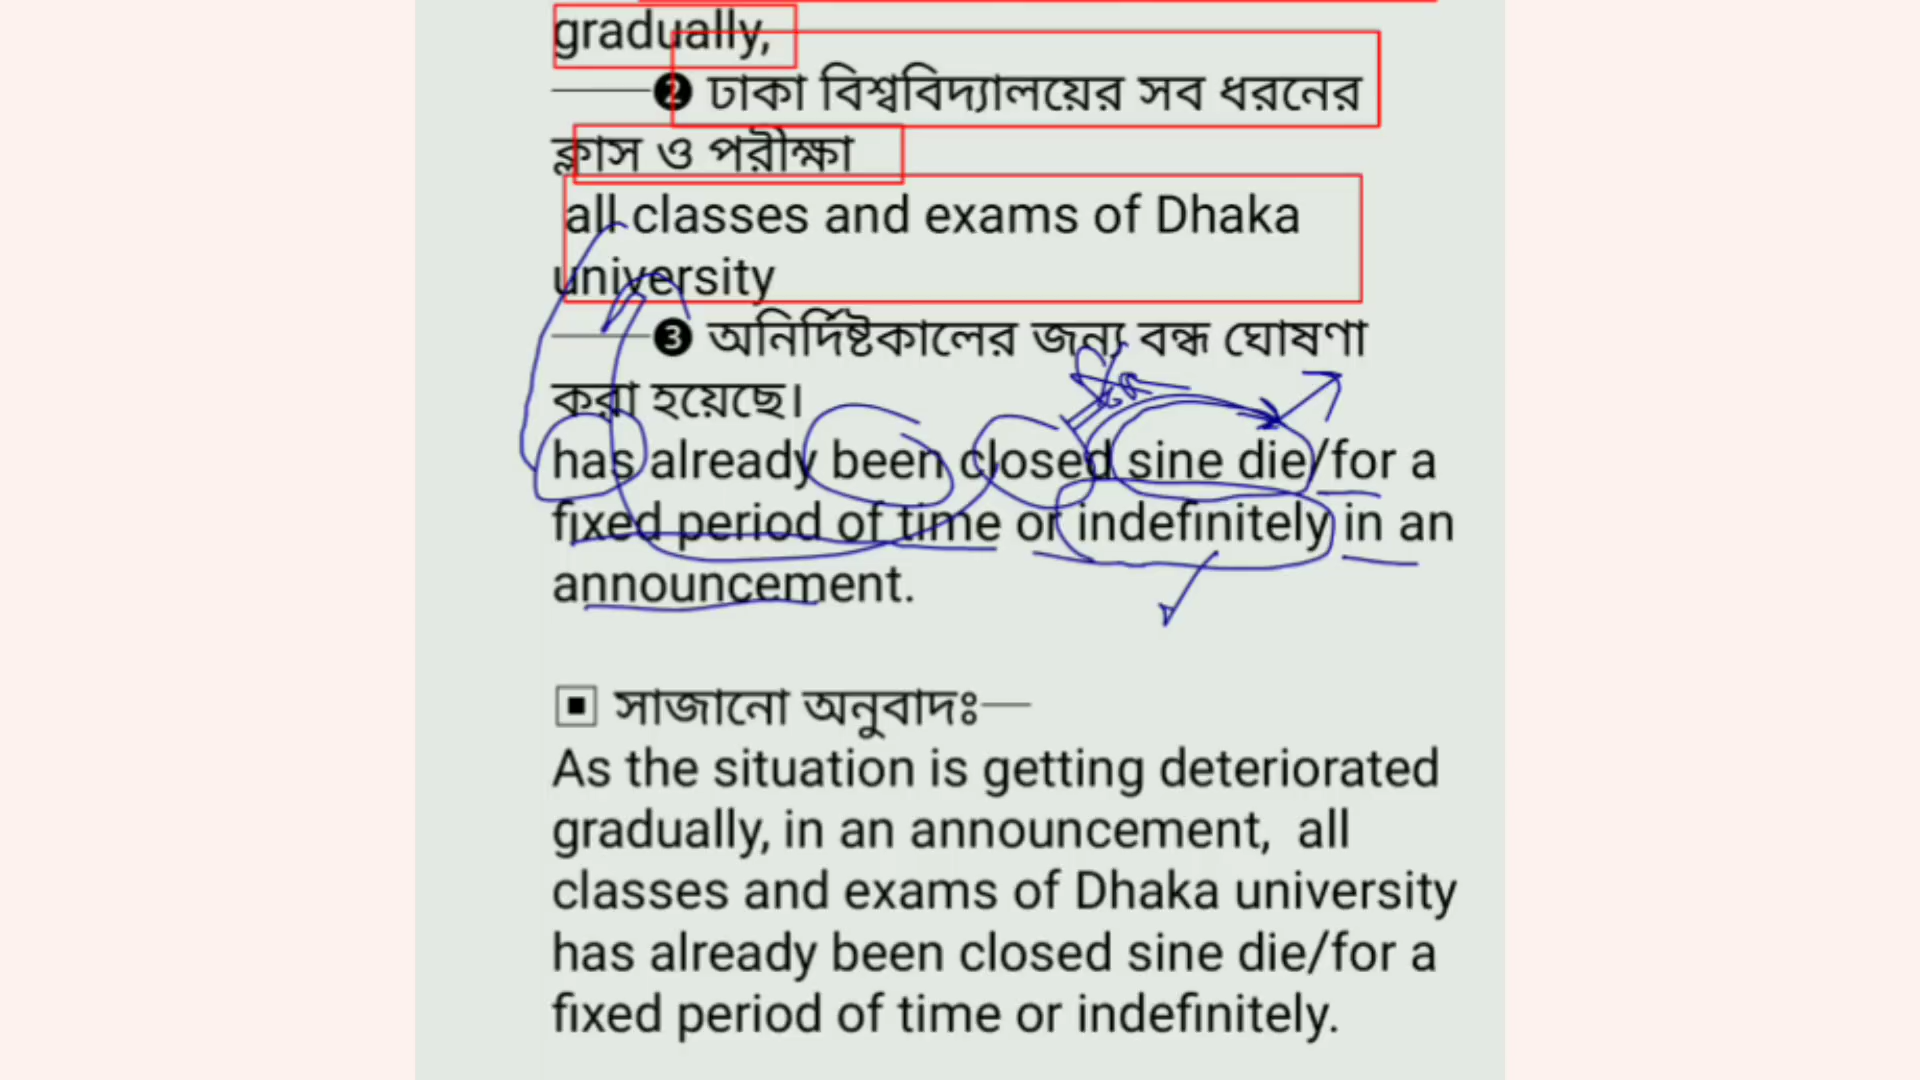 gradually,
——❷ ঢাকা বিশ্ববিদ্যালয়ের সব ধরনের
ক্লাস ও পরীক্ষা
all classes and exams of Dhaka
university
——❸ অনির্দিষ্টকালের জন্য বন্ধ ঘোষণা
করা হয়েছে।
has already been closed sine die/for a
fixed period of time or indefinitely in an
announcement.
▣ সাজানো অনুবাদঃ—
As the situation is getting deteriorated
gradually, in an announcement, all
classes and exams of Dhaka university
has already been closed sine die/for a
fixed period of time or indefinitely.